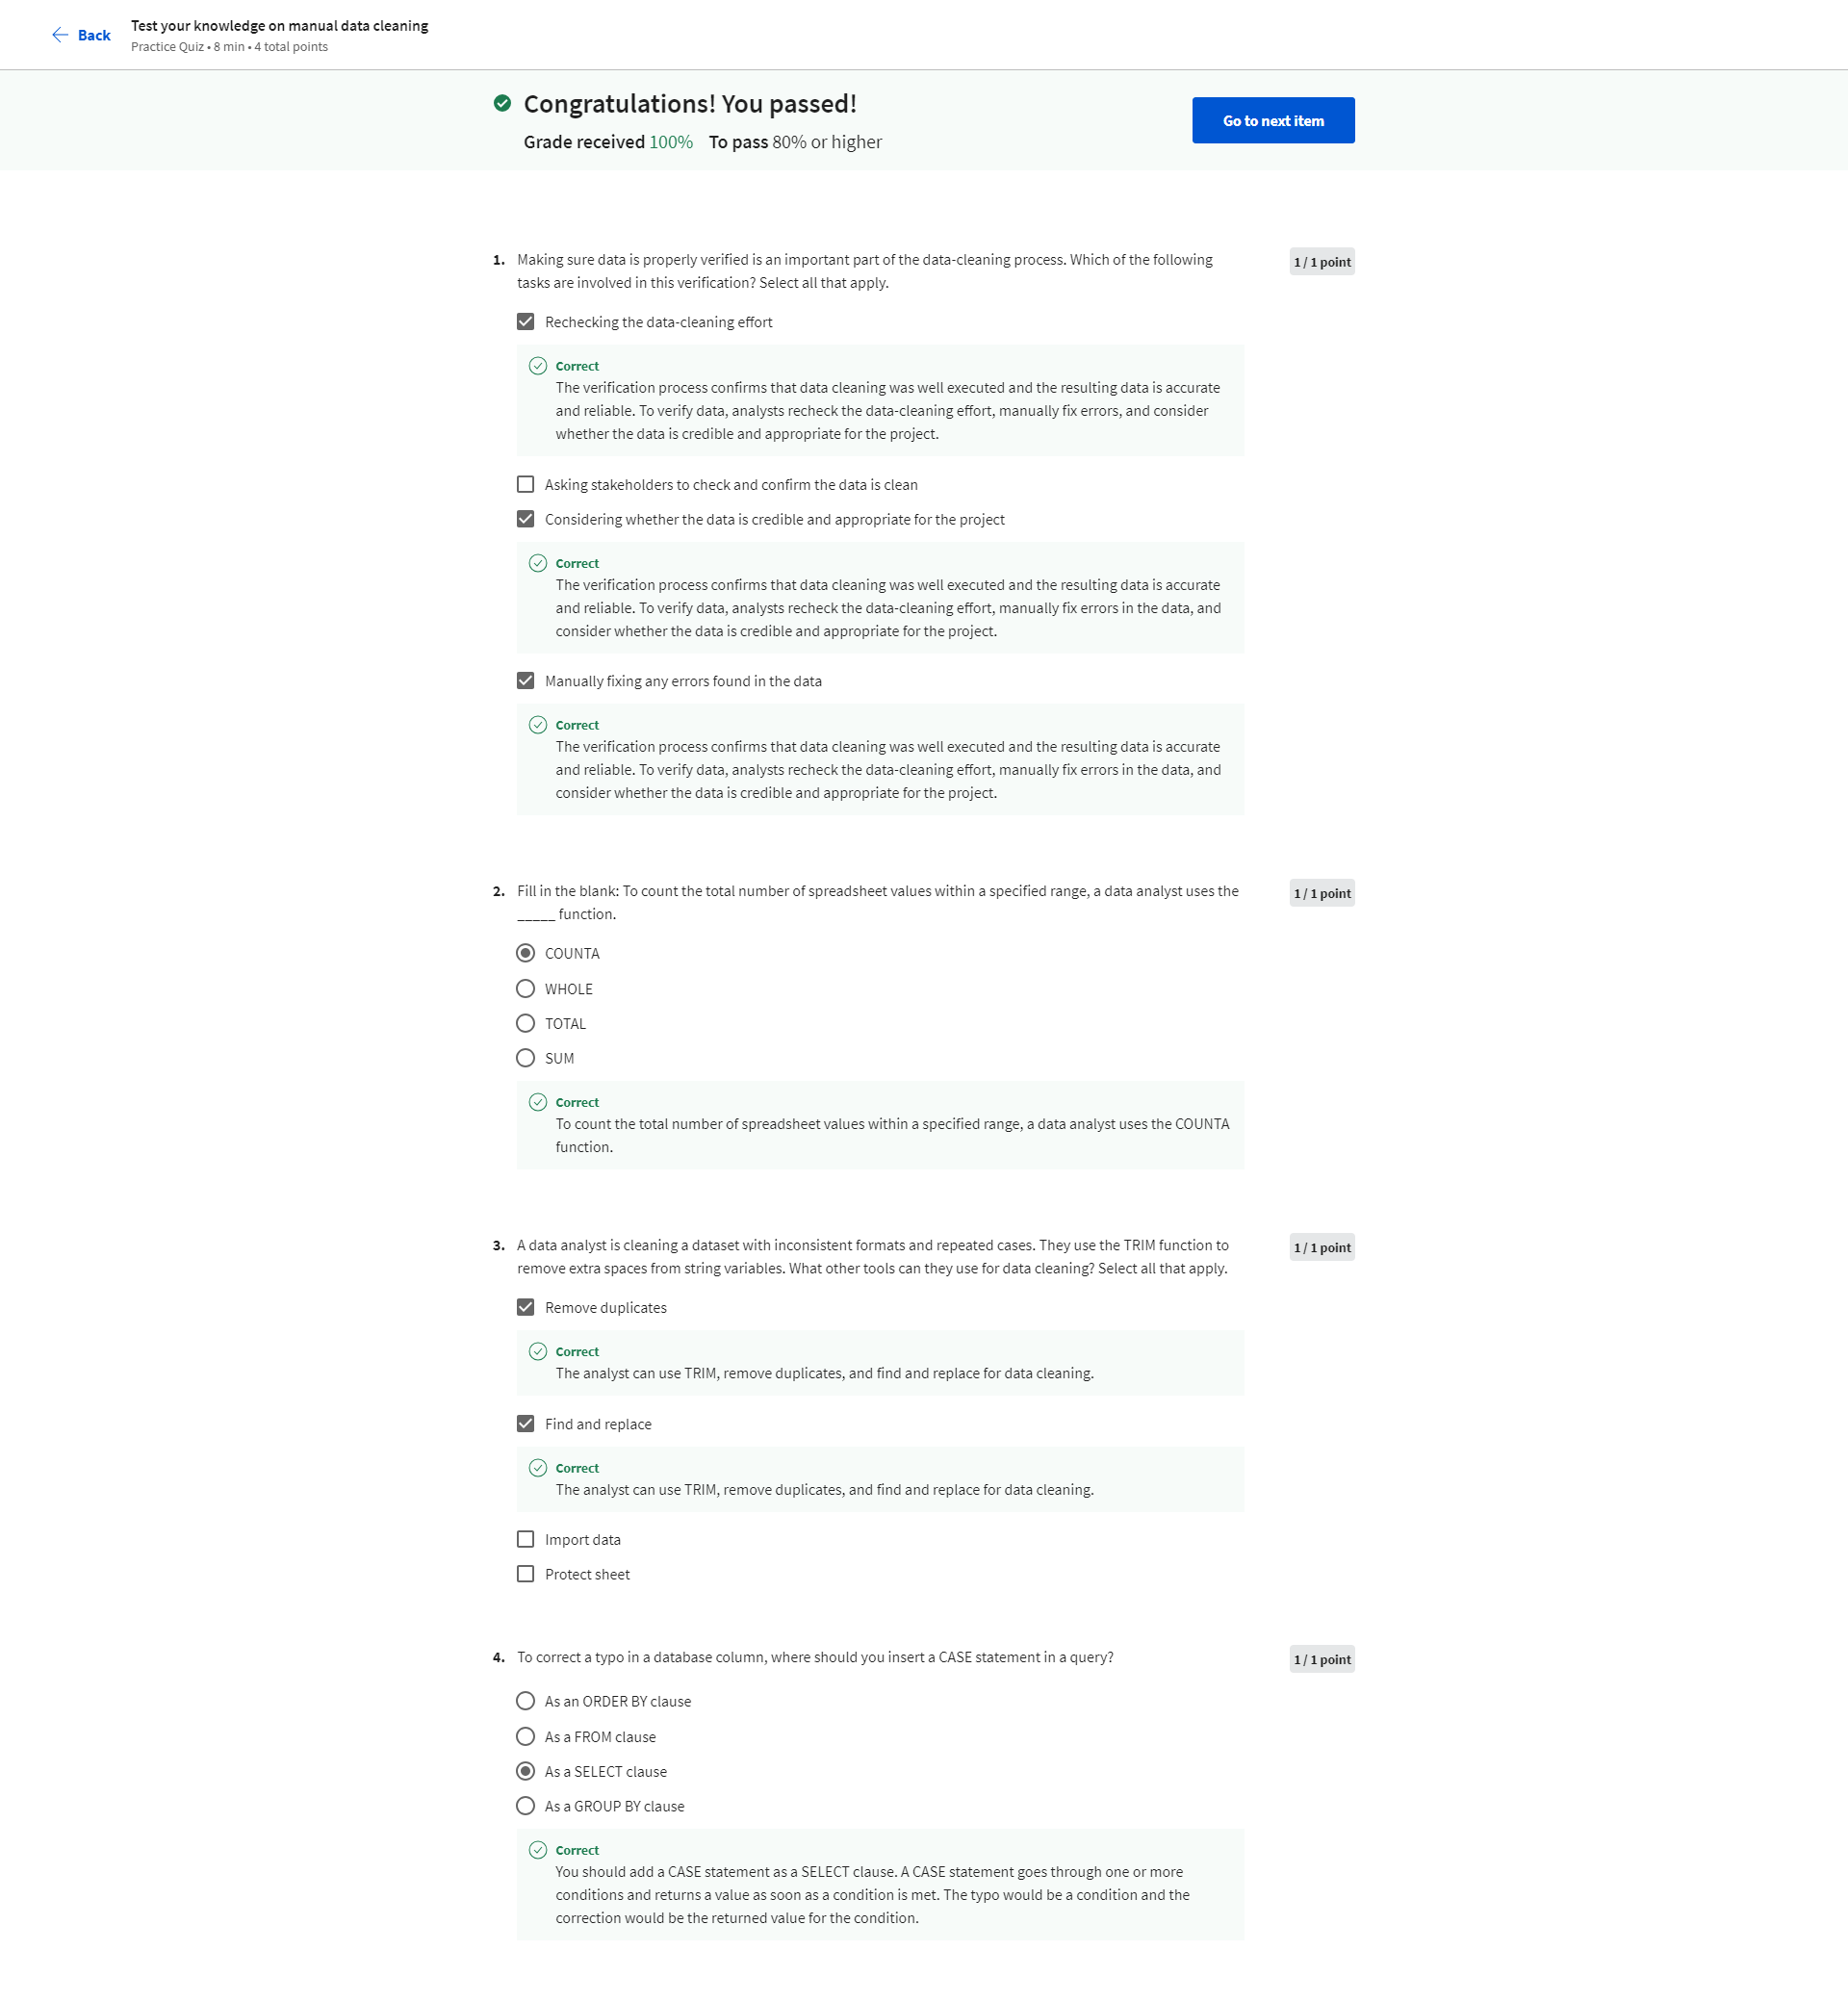 Back
Test your knowledge on manual data cleaning
Practice Quiz • 8 min • 4 total points
Congratulations! You passed!
Grade received 100% To pass 80% or higher
Go to next item
1. Making sure data is properly verified is an important part of the data-cleaning process. Which of the following
tasks are involved in this verification? Select all that apply.
1 / 1 point
Rechecking the data-cleaning effort
Correct
The verification process confirms that data cleaning was well executed and the resulting data is accurate
and reliable. To verify data, analysts recheck the data-cleaning effort, manually fix errors, and consider
whether the data is credible and appropriate for the project.
Asking stakeholders to check and confirm the data is clean
Considering whether the data is credible and appropriate for the project
Correct
The verification process confirms that data cleaning was well executed and the resulting data is accurate
and reliable. To verify data, analysts recheck the data-cleaning effort, manually fix errors in the data, and
consider whether the data is credible and appropriate for the project.
Manually fixing any errors found in the data
Correct
The verification process confirms that data cleaning was well executed and the resulting data is accurate
and reliable. To verify data, analysts recheck the data-cleaning effort, manually fix errors in the data, and
consider whether the data is credible and appropriate for the project.
2. Fill in the blank: To count the total number of spreadsheet values within a specified range, a data analyst uses the
_____ function.
1 / 1 point
COUNTA
WHOLE
TOTAL
SUM
Correct
To count the total number of spreadsheet values within a specified range, a data analyst uses the COUNTA
function.
3. A data analyst is cleaning a dataset with inconsistent formats and repeated cases. They use the TRIM function to
remove extra spaces from string variables. What other tools can they use for data cleaning? Select all that apply.
1 / 1 point
Remove duplicates
Correct
The analyst can use TRIM, remove duplicates, and find and replace for data cleaning.
Find and replace
Correct
The analyst can use TRIM, remove duplicates, and find and replace for data cleaning.
Import data
Protect sheet
4. To correct a typo in a database column, where should you insert a CASE statement in a query?
1 / 1 point
As an ORDER BY clause
As a FROM clause
As a SELECT clause
As a GROUP BY clause
Correct
You should add a CASE statement as a SELECT clause. A CASE statement goes through one or more
conditions and returns a value as soon as a condition is met. The typo would be a condition and the
correction would be the returned value for the condition.